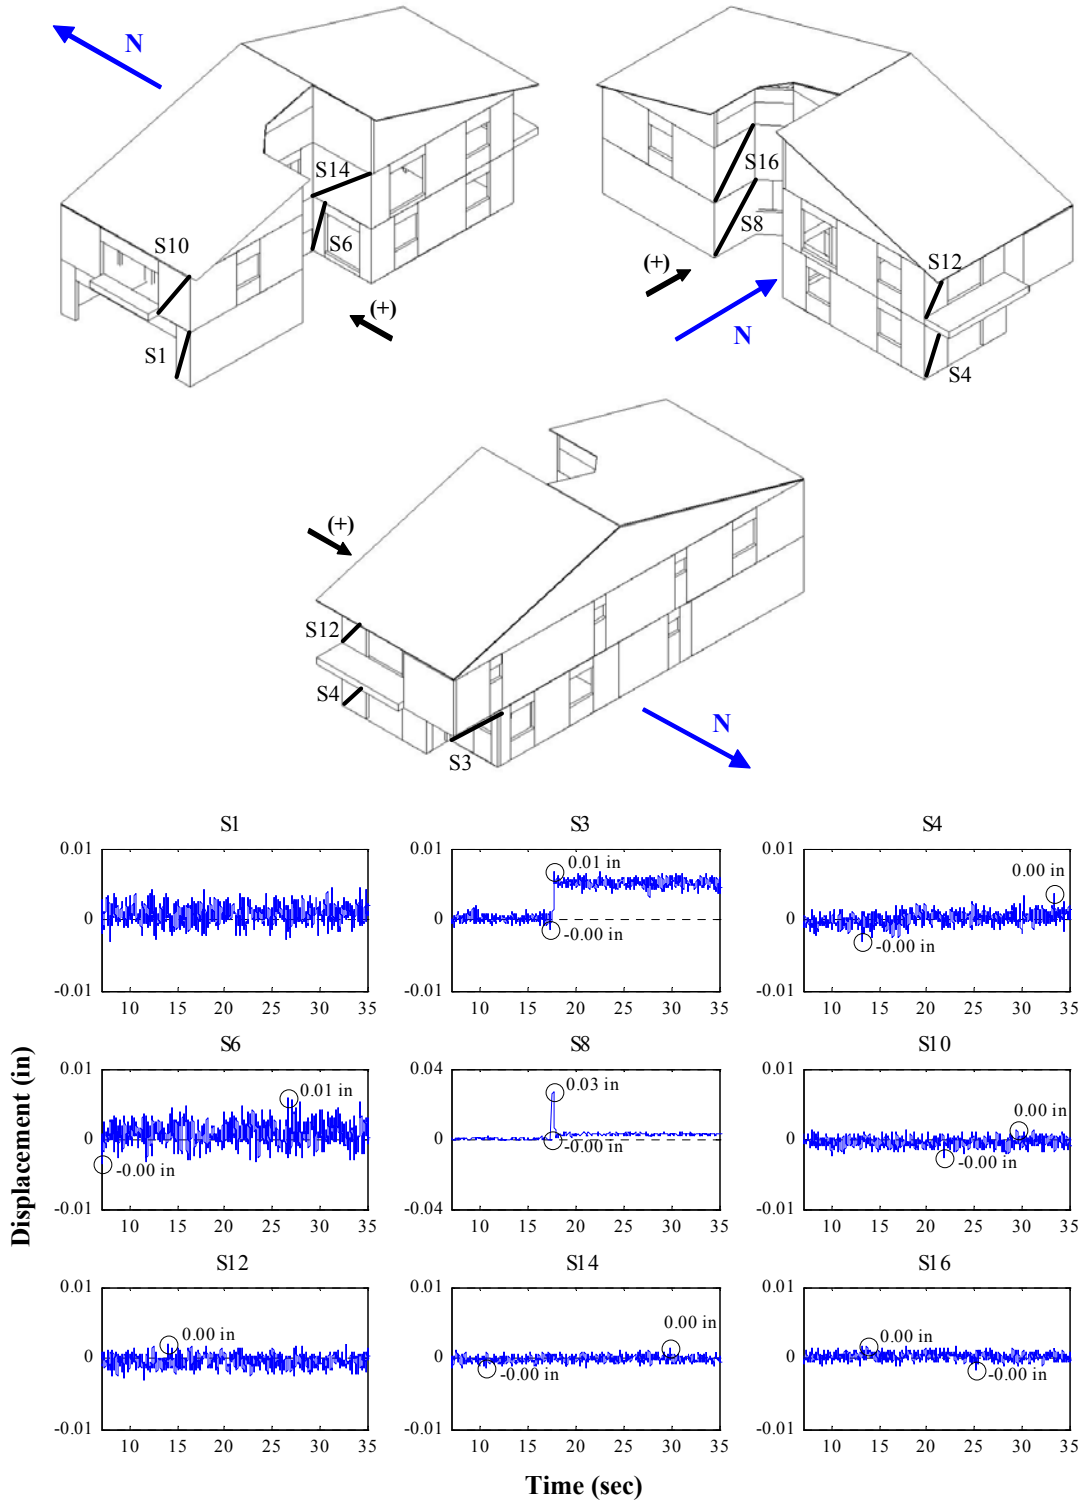 N
N
S14
S16
S6
S8
S10
S12
(+)
(+)
N
S1
S4
(+)
S12
S4
N
S3
S1
S3
S4
0.01
0
-0.01
10 15 20 25 30 35
0.01
0
-0.01
0.01 in
-0.00 in
10 15 20 25 30 35
0.01
0
-0.01
0.00 in
-0.00 in
10 15 20 25 30 35
S6
S8
S10
0.01
0
-0.01
0.01 in
-0.00 in
10 15 20 25 30 35
0.04
0
-0.04
0.03 in
-0.00 in
10 15 20 25 30 35
0.01
0
-0.01
0.00 in
-0.00 in
10 15 20 25 30 35
S12
S14
S16
0.01
0
-0.01
0.00 in
10 15 20 25 30 35
0.01
0
-0.01
0.00 in
-0.00 in
10 15 20 25 30 35
0.01
0
-0.01
0.00 in
-0.00 in
10 15 20 25 30 35
Displacement (in)
Time (sec)